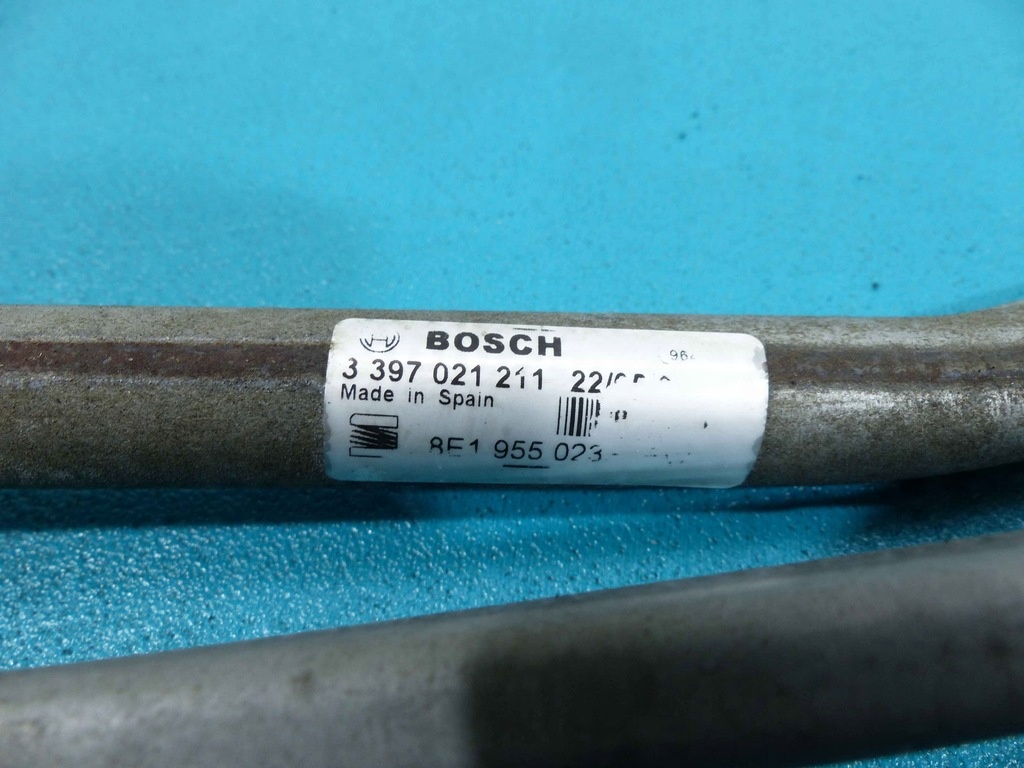 BOSCH
3 397 021 211
Made in Spain
8E1 955 023